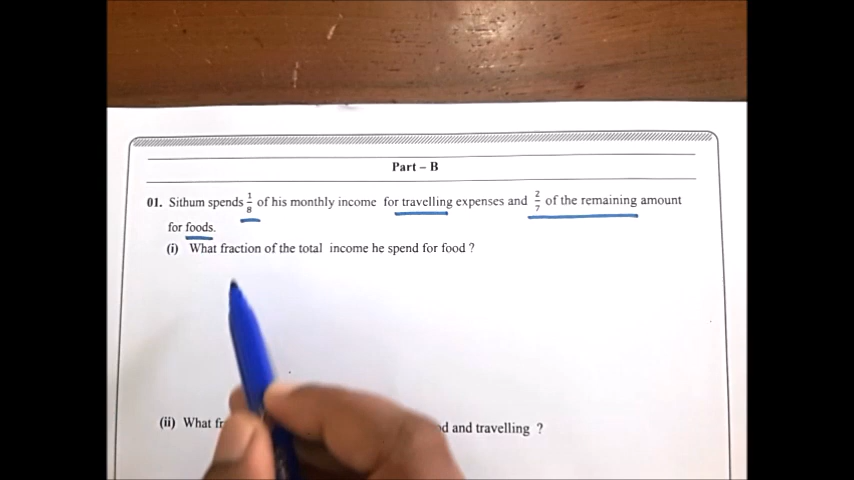 Part – B
01. Sithum spends 1/8 of his monthly income for travelling expenses and 2/7 of the remaining amount
for foods.
(i) What fraction of the total income he spend for food ?
(ii) What and travelling ?